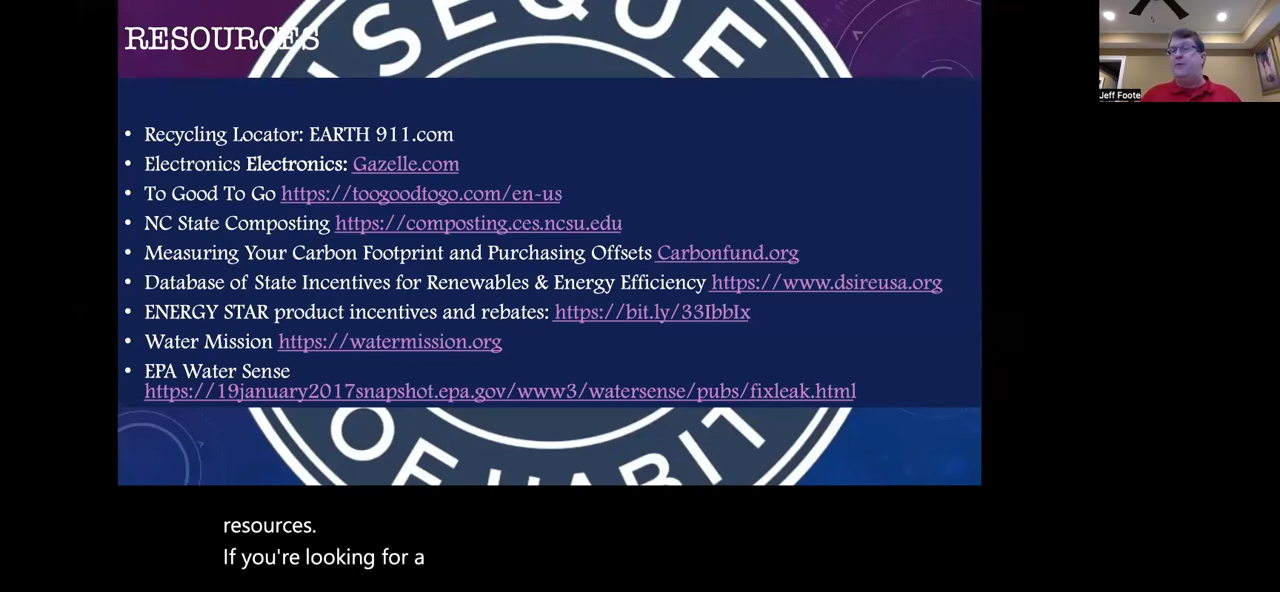 RESOURCES
SEQUE
• Recycling Locator: EARTH 911.com
• Electronics Electronics: Gazelle.com
• To Good To Go https://toogoodtogo.com/en-us
• NC State Composting https://composting.ces.ncsu.edu
• Measuring Your Carbon Footprint and Purchasing Offsets Carbonfund.org
• Database of State Incentives for Renewables & Energy Efficiency https://www.dsireusa.org
• ENERGY STAR product incentives and rebates: https://bit.ly/33IbbIx
• Water Mission https://watermission.org
• EPA Water Sense
https://19january2017snapshot.epa.gov/www3/watersense/pubs/fixleak.html
OF HABIT
Jeff Foote
resources.
If you're looking for a